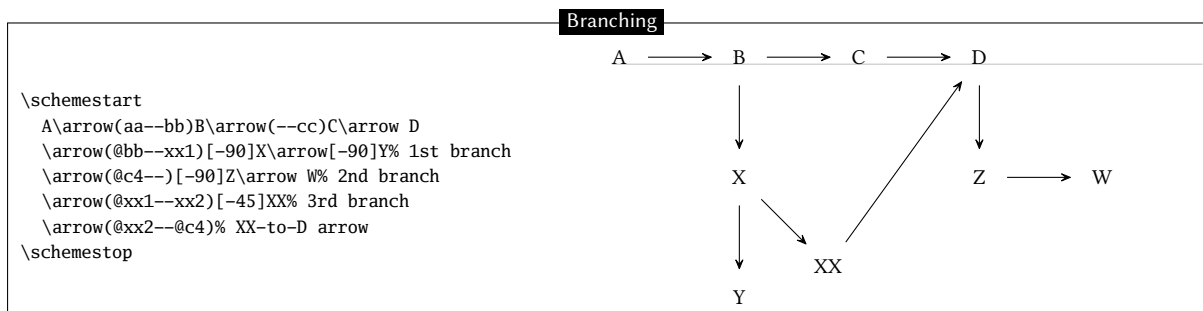 Branching
\schemestart
A\arrow(aa--bb)B\arrow(--cc)C\arrow D
\arrow(@bb--xx1)[-90]X\arrow[-90]Y% 1st branch
\arrow(@c4--)[-90]Z\arrow W% 2nd branch
\arrow(@xx1--xx2)[-45]XX% 3rd branch
\arrow(@xx2--@c4)% XX-to-D arrow
\schemestop
A B C D
X Z W
XX
Y